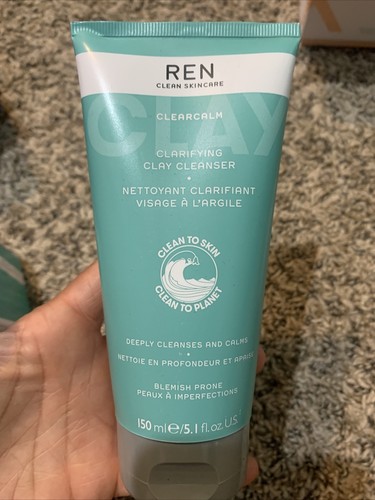 REN
CLEAN SKINCARE
CLEARCALM
CLAY
CLARIFYING
CLAY CLEANSER
•
NETTOYANT CLARIFIANT
VISAGE À L'ARGILE
CLEAN TO SKIN
CLEAN TO PLANET
DEEPLY CLEANSES AND CALMS
•
NETTOIE EN PROFONDEUR ET APAISE
BLEMISH PRONE
PEAUX À IMPERFECTIONS
150 ml ℮/5.1 fl. oz. U.S